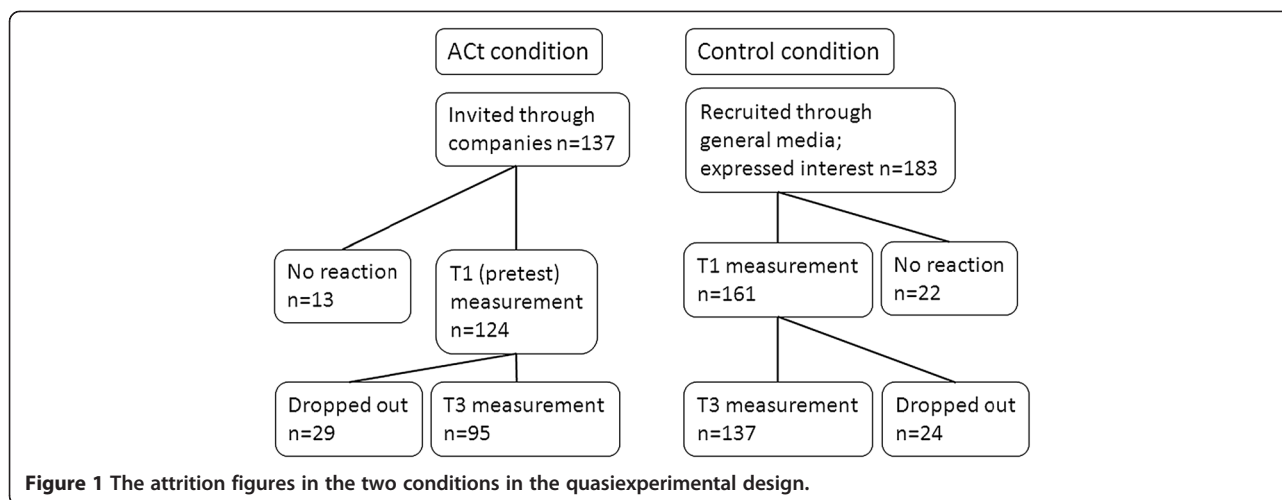 ACt condition
Control condition
Invited through
companies n=137
Recruited through
general media;
expressed interest n=183
No reaction
n=13
T1 (pretest)
measurement
n=124
T1 measurement
n=161
No reaction
n=22
Dropped out
n=29
T3 measurement
n=95
T3 measurement
n=137
Dropped out
n=24
Figure 1 The attrition figures in the two conditions in the quasiexperimental design.